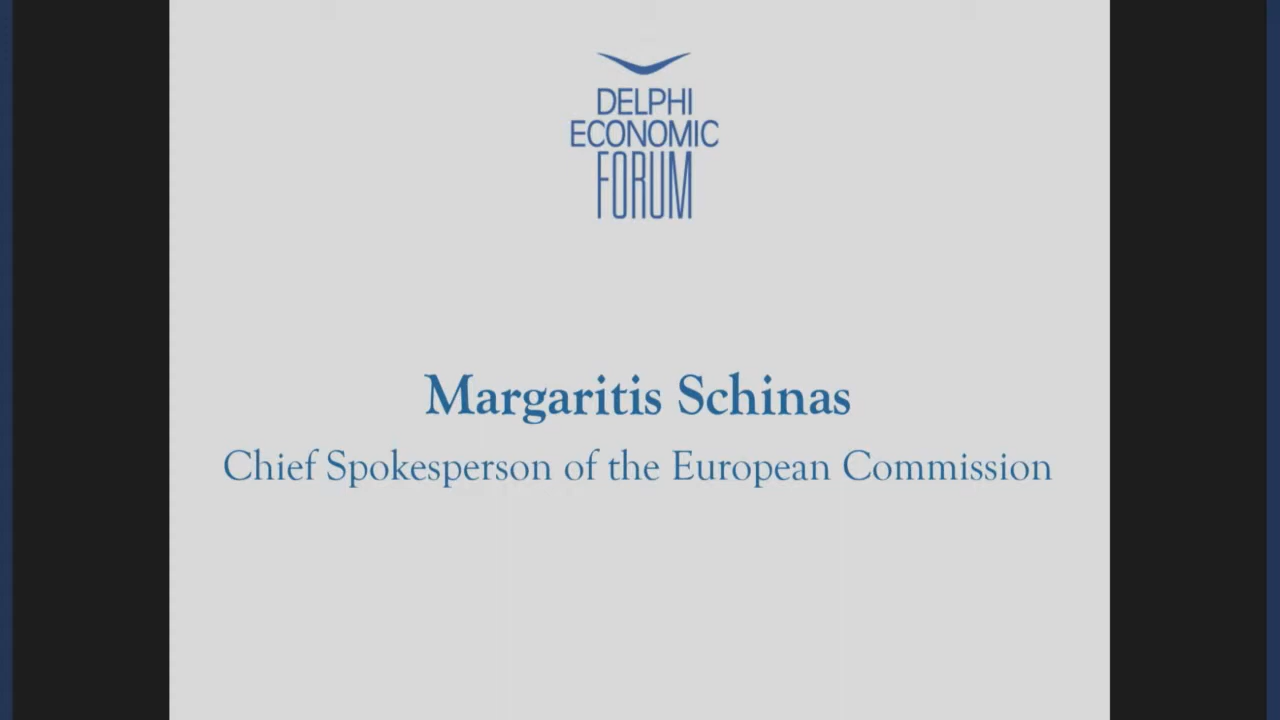 DELPHI
ECONOMIC
FORUM
Margaritis Schinas
Chief Spokesperson of the European Commission